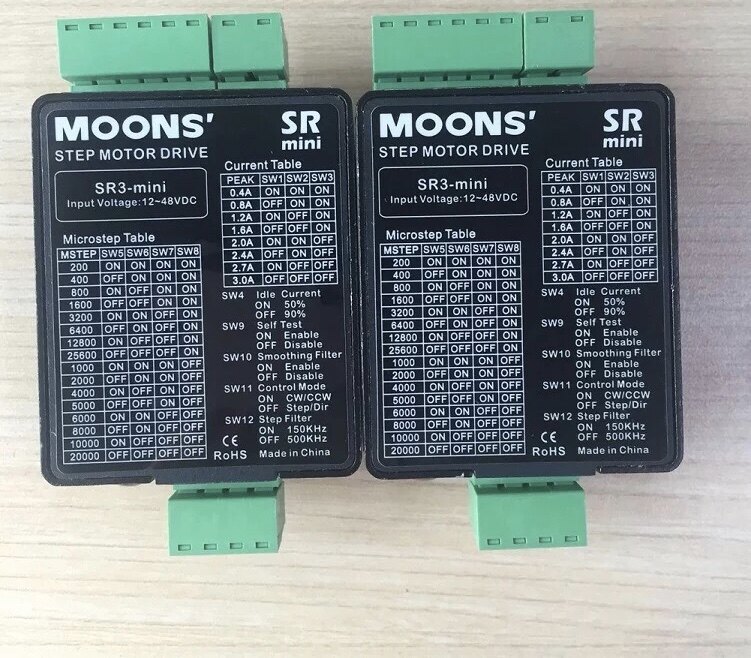 MOONS'
STEP MOTOR DRIVE
SR
mini
SR3-mini
Input Voltage:12~48VDC
Current Table
PEAK SW1 SW2 SW3
0.4A ON ON ON
0.8A OFF ON ON
1.2A ON OFF ON
1.6A OFF OFF ON
2.0A ON ON OFF
2.4A OFF ON OFF
2.7A ON OFF OFF
3.0A OFF OFF OFF
Microstep Table
MSTEP SW5 SW6 SW7 SW8
200 ON ON ON ON
400 OFF ON ON ON
800 ON OFF ON ON
1600 OFF OFF ON ON
3200 ON ON OFF ON
6400 OFF ON OFF ON
12800 ON OFF OFF ON
25600 OFF OFF OFF ON
1000 ON ON ON OFF
2000 OFF ON ON OFF
4000 ON OFF ON OFF
5000 OFF OFF ON OFF
6000 ON ON OFF OFF
8000 OFF ON OFF OFF
10000 ON OFF OFF OFF
20000 OFF OFF OFF OFF
SW4 Idle Current
ON 50%
OFF 90%
SW9 Self Test
ON Enable
OFF Disable
SW10 Smoothing Filter
ON Enable
OFF Disable
SW11 Control Mode
ON CW/CCW
OFF Step/Dir
SW12 Step Filter
ON 150KHz
OFF 500KHz
CE
RoHS Made in China
MOONS'
STEP MOTOR DRIVE
SR
mini
SR3-mini
Input Voltage:12~48VDC
Current Table
PEAK SW1 SW2 SW3
0.4A ON ON ON
0.8A OFF ON ON
1.2A ON OFF ON
1.6A OFF OFF ON
2.0A ON ON OFF
2.4A OFF ON OFF
2.7A ON OFF OFF
3.0A OFF OFF OFF
Microstep Table
MSTEP SW5 SW6 SW7 SW8
200 ON ON ON ON
400 OFF ON ON ON
800 ON OFF ON ON
1600 OFF OFF ON ON
3200 ON ON OFF ON
6400 OFF ON OFF ON
12800 ON OFF OFF ON
25600 OFF OFF OFF ON
1000 ON ON ON OFF
2000 OFF ON ON OFF
4000 ON OFF ON OFF
5000 OFF OFF ON OFF
6000 ON ON OFF OFF
8000 OFF ON OFF OFF
10000 ON OFF OFF OFF
20000 OFF OFF OFF OFF
SW4 Idle Current
ON 50%
OFF 90%
SW9 Self Test
ON Enable
OFF Disable
SW10 Smoothing Filter
ON Enable
OFF Disable
SW11 Control Mode
ON CW/CCW
OFF Step/Dir
SW12 Step Filter
ON 150KHz
OFF 500KHz
CE
RoHS Made in China